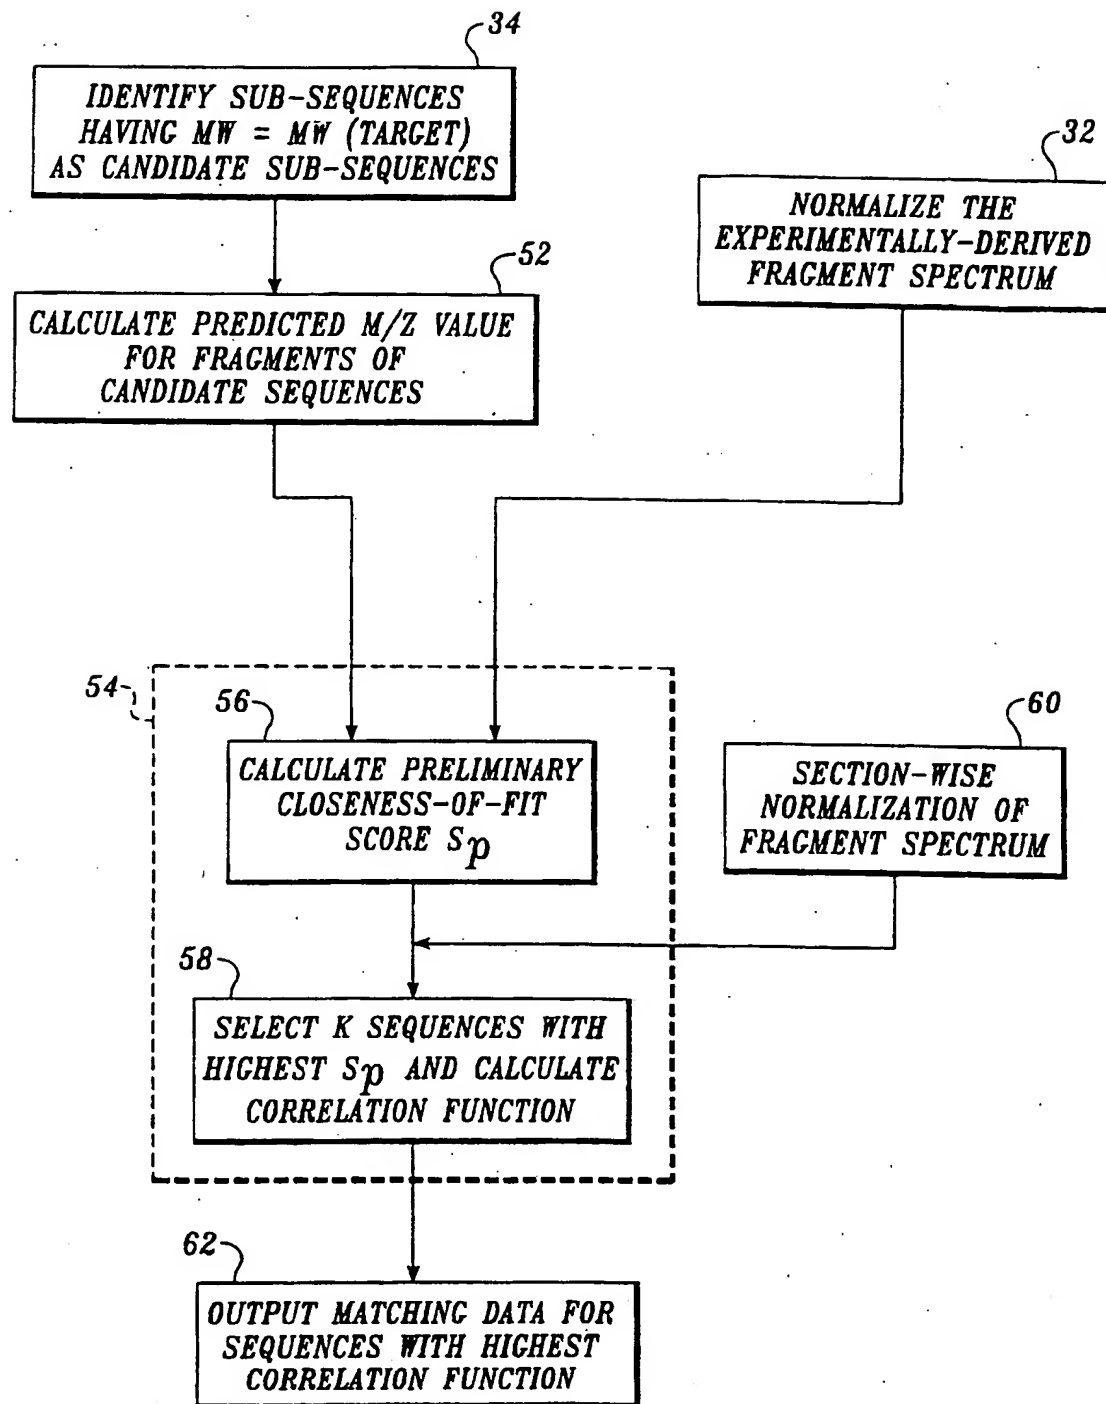 34
IDENTIFY SUB-SEQUENCES
HAVING MW = MW (TARGET)
AS CANDIDATE SUB-SEQUENCES
32
NORMALIZE THE
EXPERIMENTALLY-DERIVED
FRAGMENT SPECTRUM
52
CALCULATE PREDICTED M/Z VALUE
FOR FRAGMENTS OF
CANDIDATE SEQUENCES
54
56
CALCULATE PRELIMINARY
CLOSENESS-OF-FIT
SCORE Sp
60
SECTION-WISE
NORMALIZATION OF
FRAGMENT SPECTRUM
58
SELECT K SEQUENCES WITH
HIGHEST Sp AND CALCULATE
CORRELATION FUNCTION
62
OUTPUT MATCHING DATA FOR
SEQUENCES WITH HIGHEST
CORRELATION FUNCTION